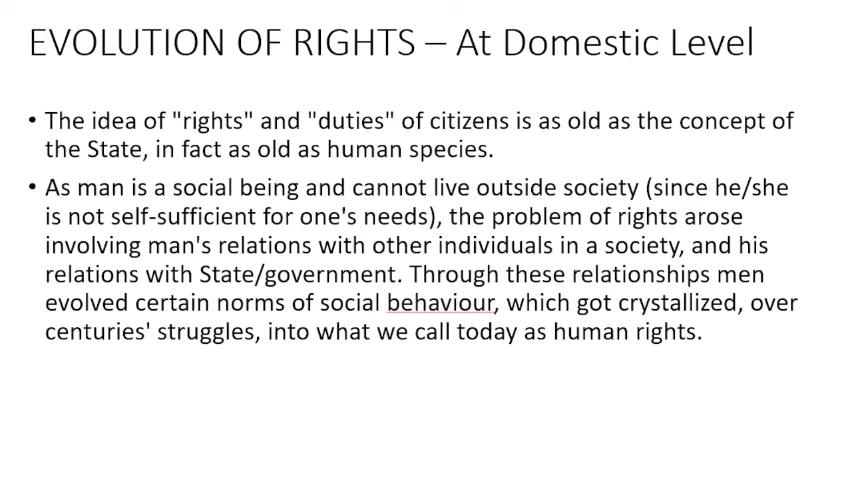 EVOLUTION OF RIGHTS – At Domestic Level
• The idea of "rights" and "duties" of citizens is as old as the concept of
the State, in fact as old as human species.
• As man is a social being and cannot live outside society (since he/she
is not self-sufficient for one's needs), the problem of rights arose
involving man's relations with other individuals in a society, and his
relations with State/government. Through these relationships men
evolved certain norms of social behaviour, which got crystallized, over
centuries' struggles, into what we call today as human rights.